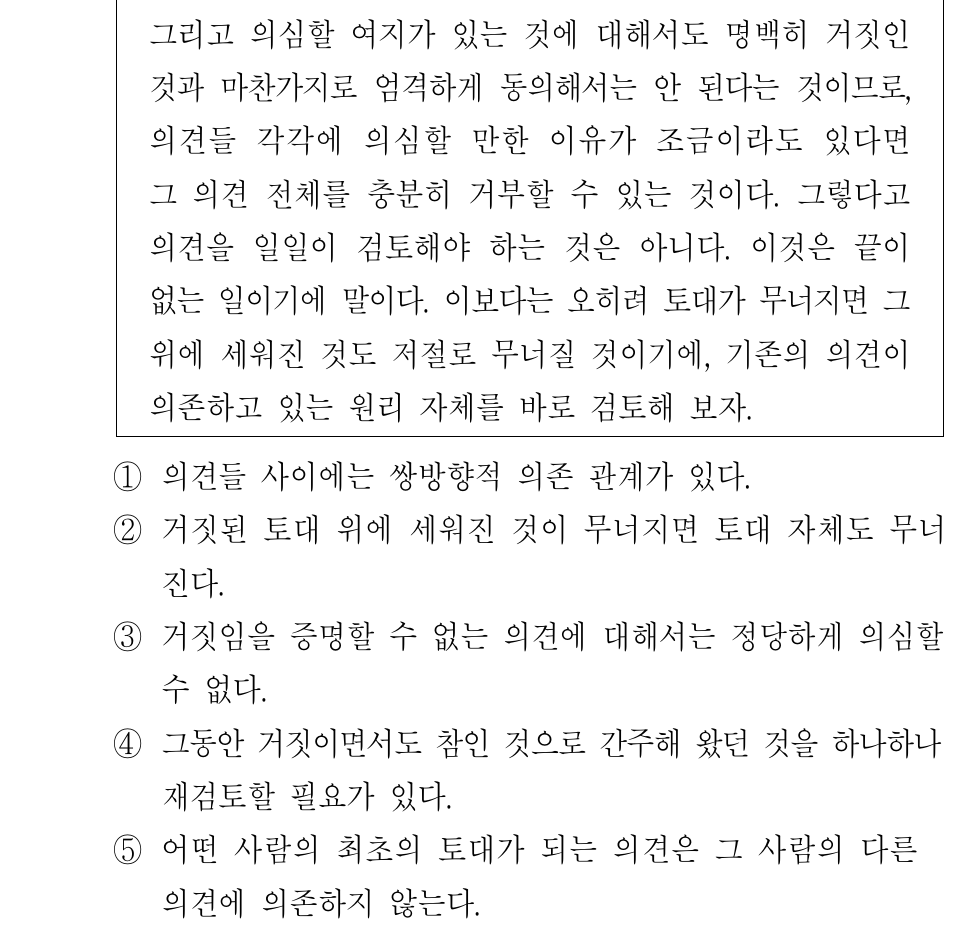 그리고 의심할 여지가 있는 것에 대해서도 명백히 거짓인
것과 마찬가지로 엄격하게 동의해서는 안 된다는 것이므로,
의견들 각각에 의심할 만한 이유가 조금이라도 있다면
그 의견 전체를 충분히 거부할 수 있는 것이다. 그렇다고
의견을 일일이 검토해야 하는 것은 아니다. 이것은 끝이
없는 일이기에 말이다. 이보다는 오히려 토대가 무너지면 그
위에 세워진 것도 저절로 무너질 것이기에, 기존의 의견이
의존하고 있는 원리 자체를 바로 검토해 보자.
① 의견들 사이에는 쌍방향적 의존 관계가 있다.
② 거짓된 토대 위에 세워진 것이 무너지면 토대 자체도 무너
진다.
③ 거짓임을 증명할 수 없는 의견에 대해서는 정당하게 의심할
수 없다.
④ 그동안 거짓이면서도 참인 것으로 간주해 왔던 것을 하나하나
재검토할 필요가 있다.
⑤ 어떤 사람의 최초의 토대가 되는 의견은 그 사람의 다른
의견에 의존하지 않는다.